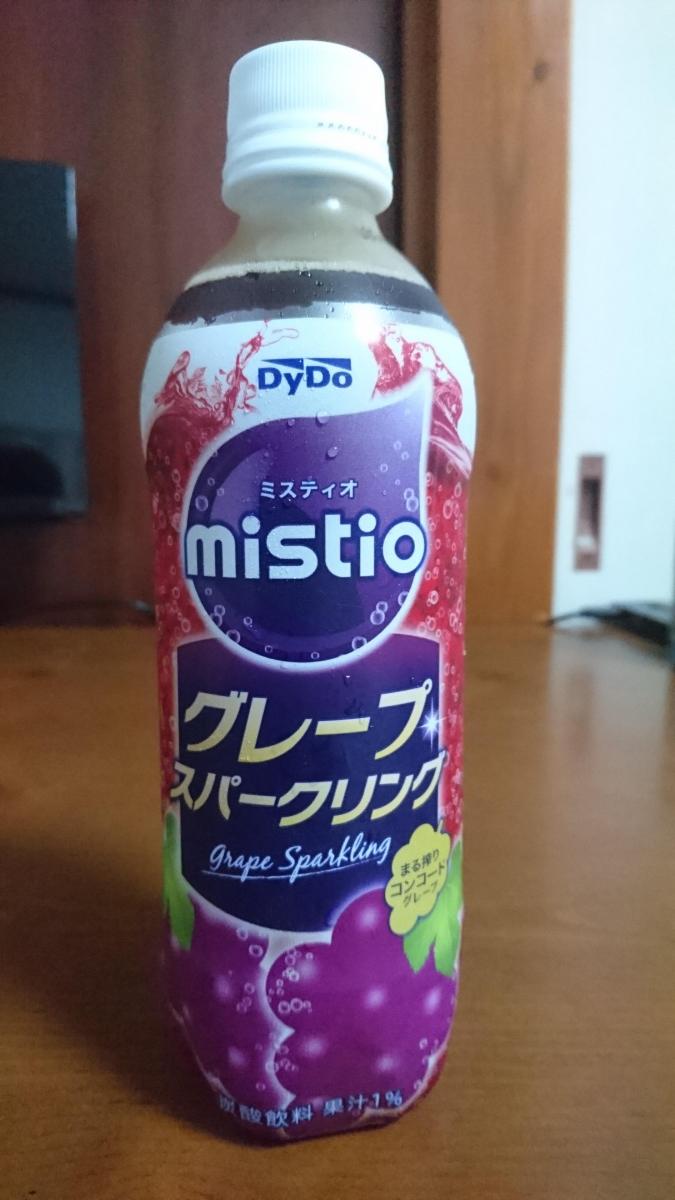 DyDo
ミスティオ
mistio
グレープ
スパークリング
grape Sparkling
まる搾り
コンコード
グレープ
炭酸飲料 果汁1%